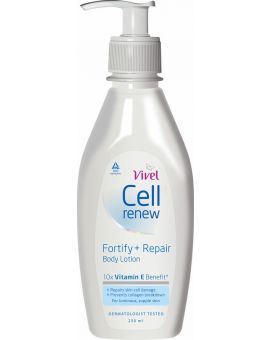 Vivel
Cell
renew
Fortify + Repair
Body Lotion
10x Vitamin E Benefit*
+ Repairs skin cell damage,
+ Prevents collagen breakdown
For luminous, supple skin
DERMATOLOGIST TESTED
250 ml